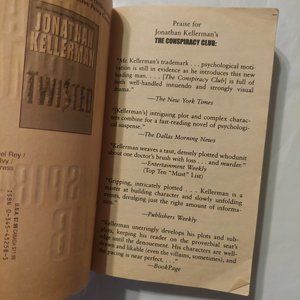 JONATHAN
KELLERMAN
TWISTED
Praise for
Jonathan Kellerman's
THE CONSPIRACY CLUB:
"Mr. Kellerman's trademark . . . psychological moti-
vation is still in evidence as he introduces this new
leading man. . . . [The Conspiracy Club] is full of
both well-handled innuendo and strongly visual
drama."
—The New York Times
"[Kellerman's] intriguing plot and complex charac-
ters combine for a fast-reading novel of psychologi-
cal suspense."
—The Dallas Morning News
"Kellerman weaves a taut, densely plotted whodunit
about one doctor's brush with loss . . . and murder."
—Entertainment Weekly
(Top Ten "Must" List)
"Gripping, intricately plotted . . . Kellerman is a
master at building character and slowly unfolding
events, divulging just the right amount of informa-
tion."
—Publishers Weekly
Kellerman unerringly develops his plots and sub-
plots, keeping his reader on the proverbial seat's
edge until the denouement. His characters are well-
drawn and likable (even the villains, sometimes), and
the pacing is near perfect. . . ."
—BookPage